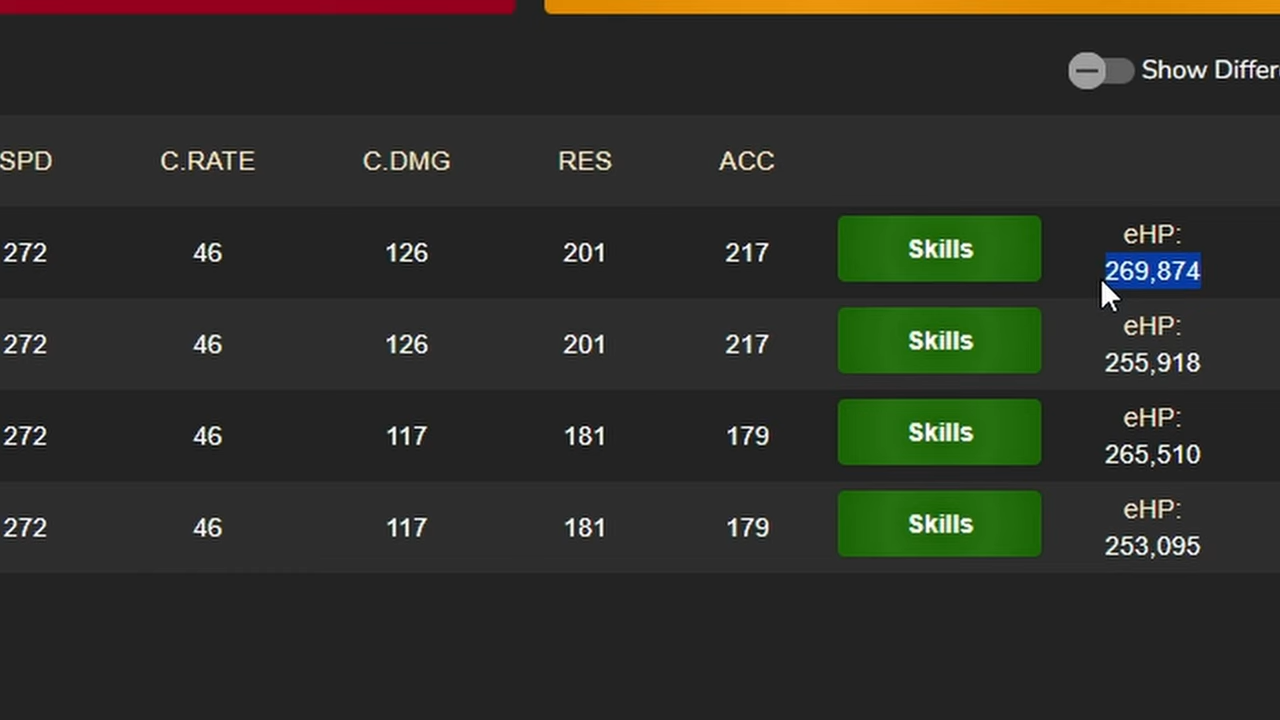 Show Differ
SPD C.RATE C.DMG RES ACC
272 46 126 201 217 Skills eHP:
269,874
272 46 126 201 217 Skills eHP:
255,918
272 46 117 181 179 Skills eHP:
265,510
272 46 117 181 179 Skills eHP:
253,095